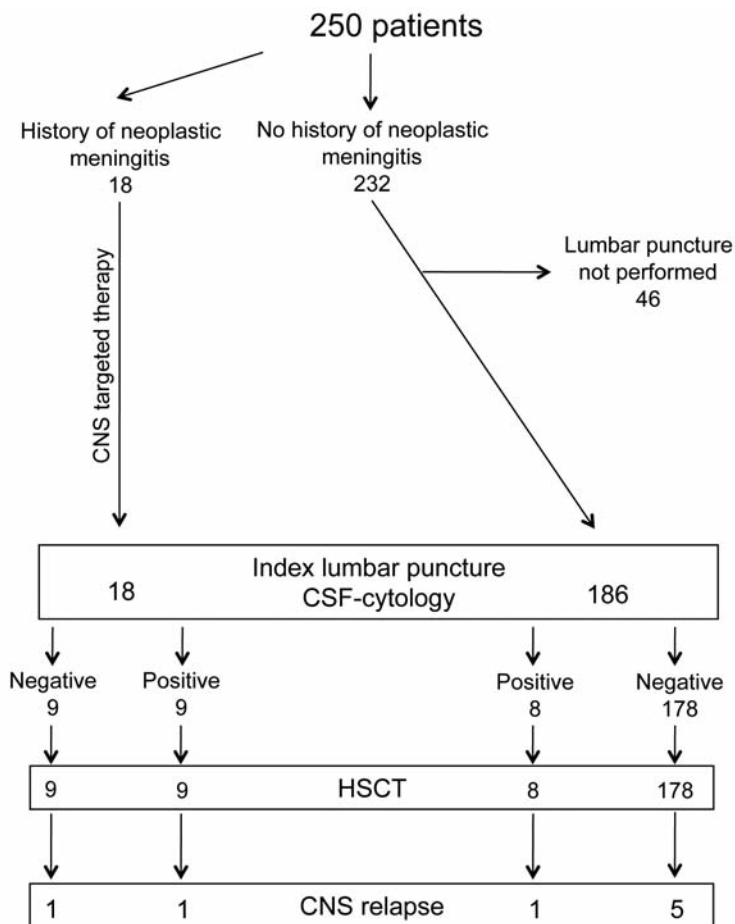 250 patients
History of neoplastic
meningitis
18
No history of neoplastic
meningitis
232
Lumbar puncture
not performed
46
CNS targeted therapy
Index lumbar puncture
CSF-cytology
18
186
Negative
9
Positive
9
Positive
8
Negative
178
9 9 HSCT 8 178
1 1 CNS relapse 1 5